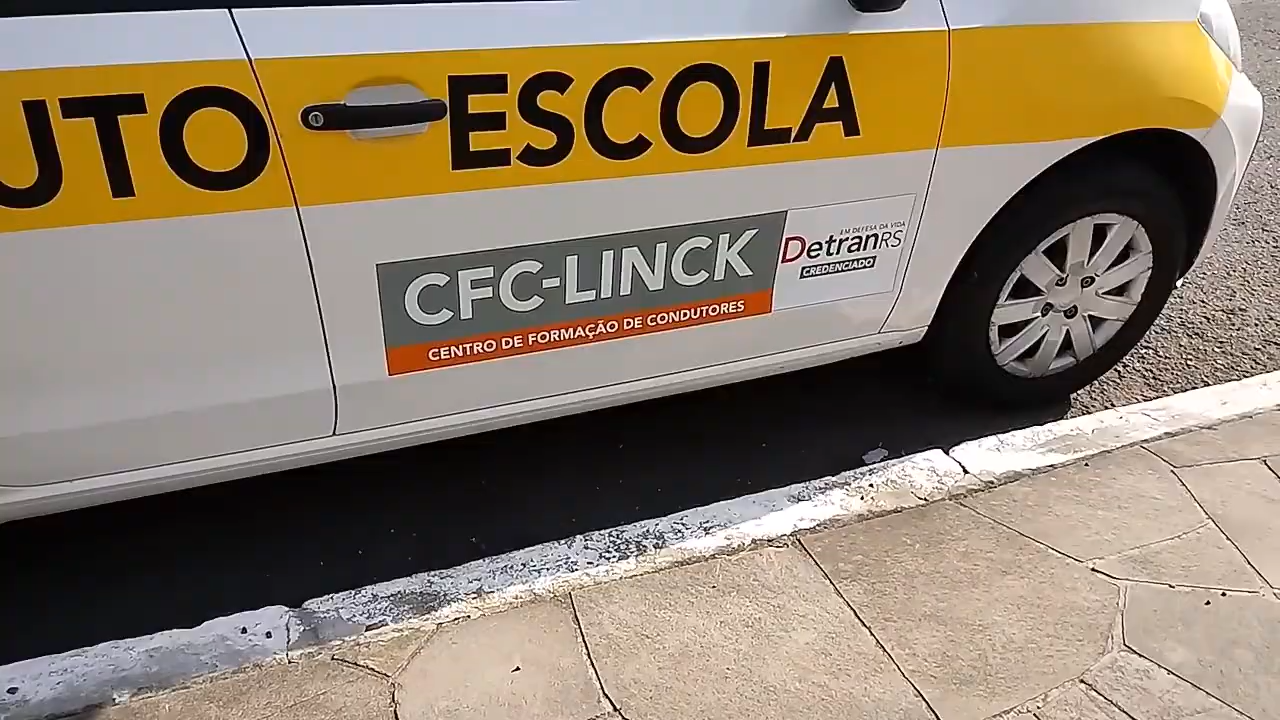 UTO ESCOLA
CFC-LINCK
CENTRO DE FORMAÇÃO DE CONDUTORES
EM DEFESA DA VIDA
DetranRS
CREDENCIADO